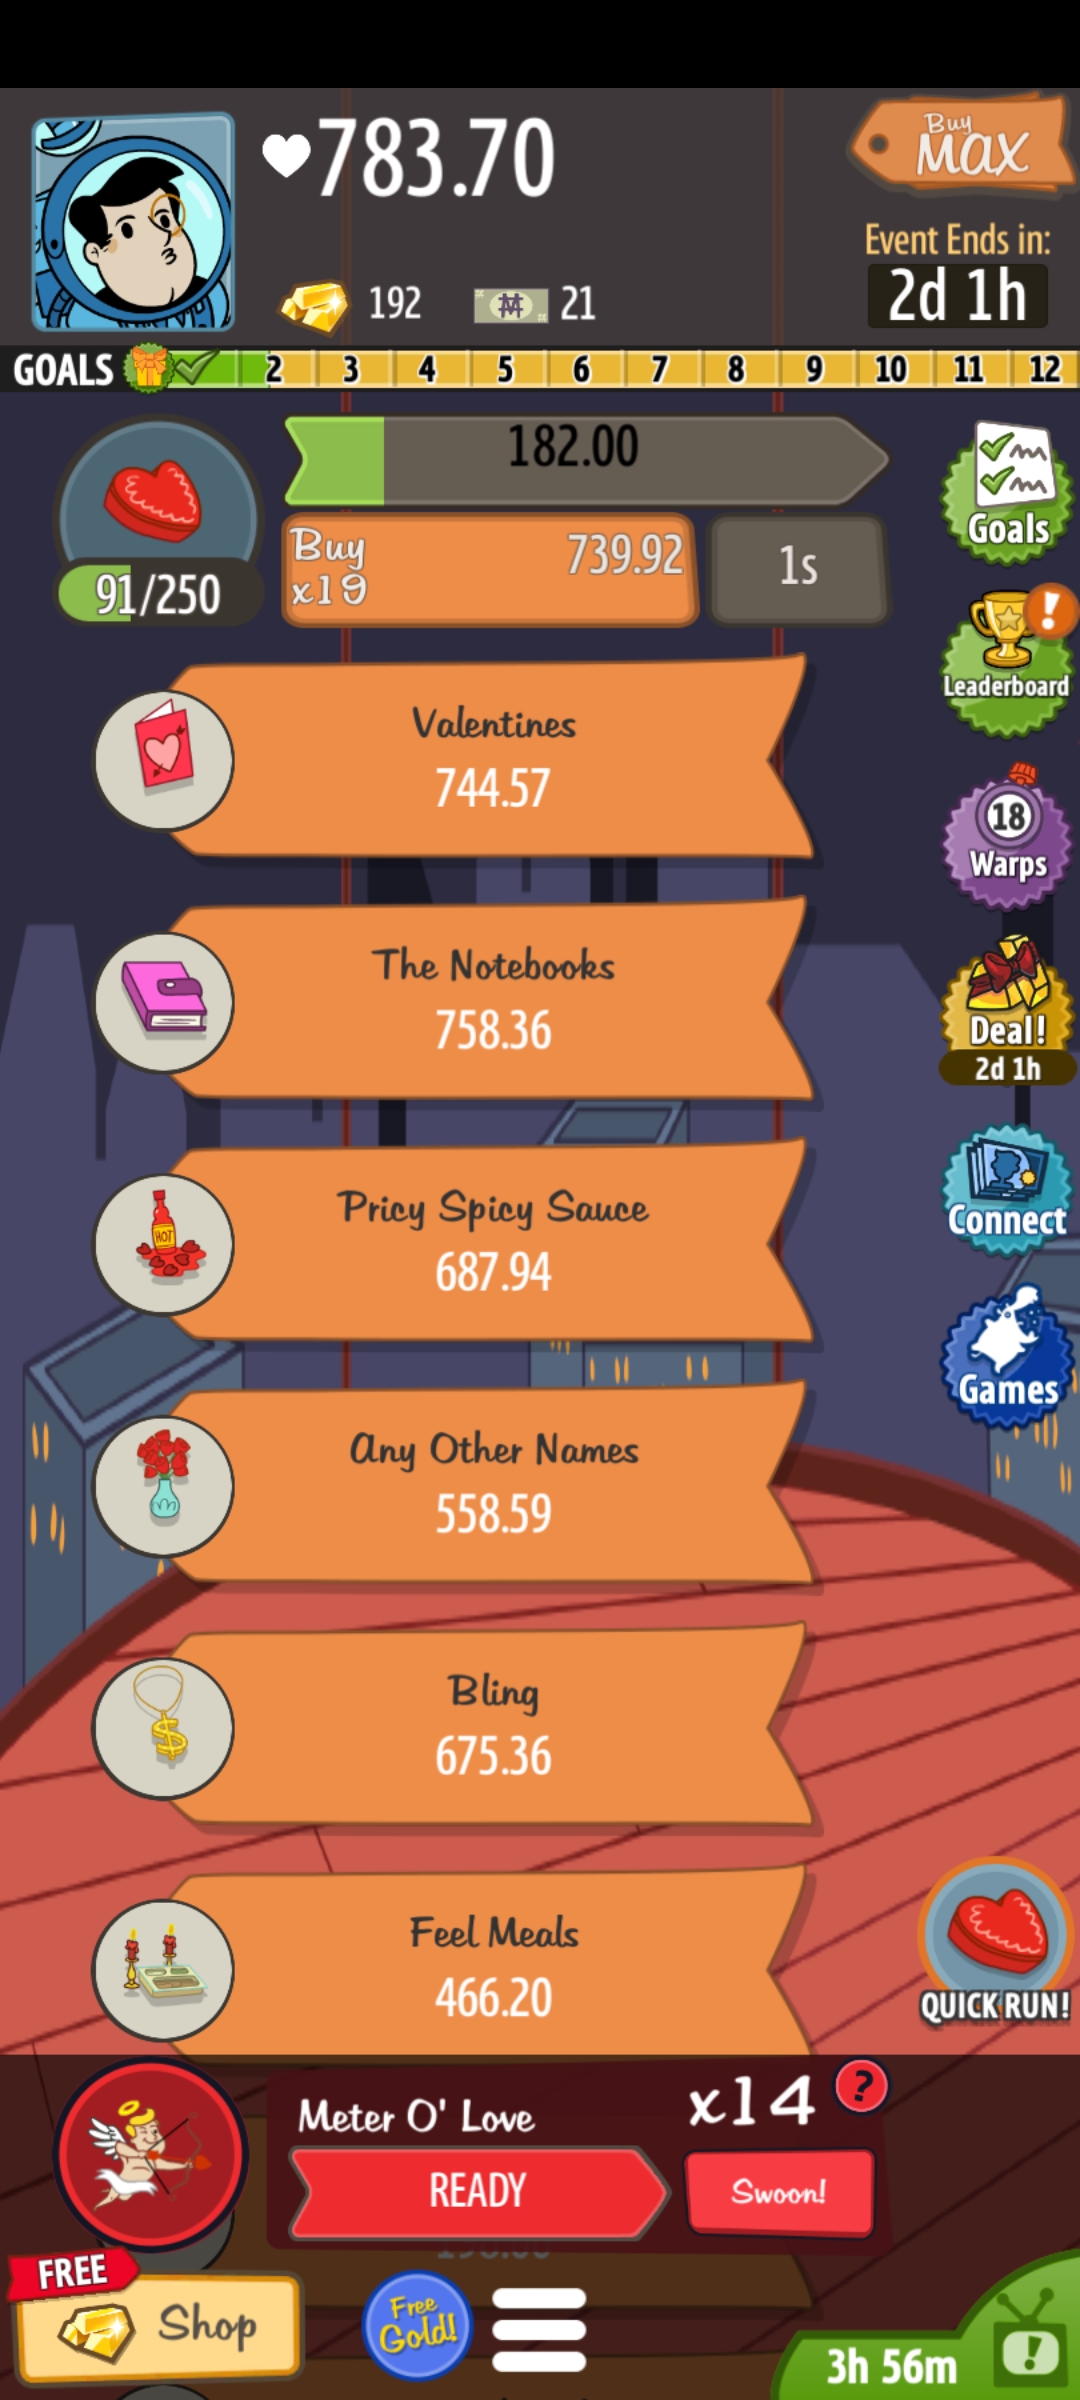 783.70
Buy
MAX
192
21
Event Ends in:
2d 1h
GOALS 2 3 4 5 6 7 8 9 10 11 12
182.00
Goals
Buy
x19
739.92
1s
91/250
Leaderboard
Valentines
744.57
18
Warps
The Notebooks
758.36
Deal!
2d 1h
Pricy Spicy Sauce
687.94
HOT
Connect
Games
Any Other Names
558.59
Bling
675.36
Feel Meals
466.20
QUICK RUN!
Meter O' Love
x14
?
READY
Swoon!
FREE
Shop
Free
Gold!
3h 56m